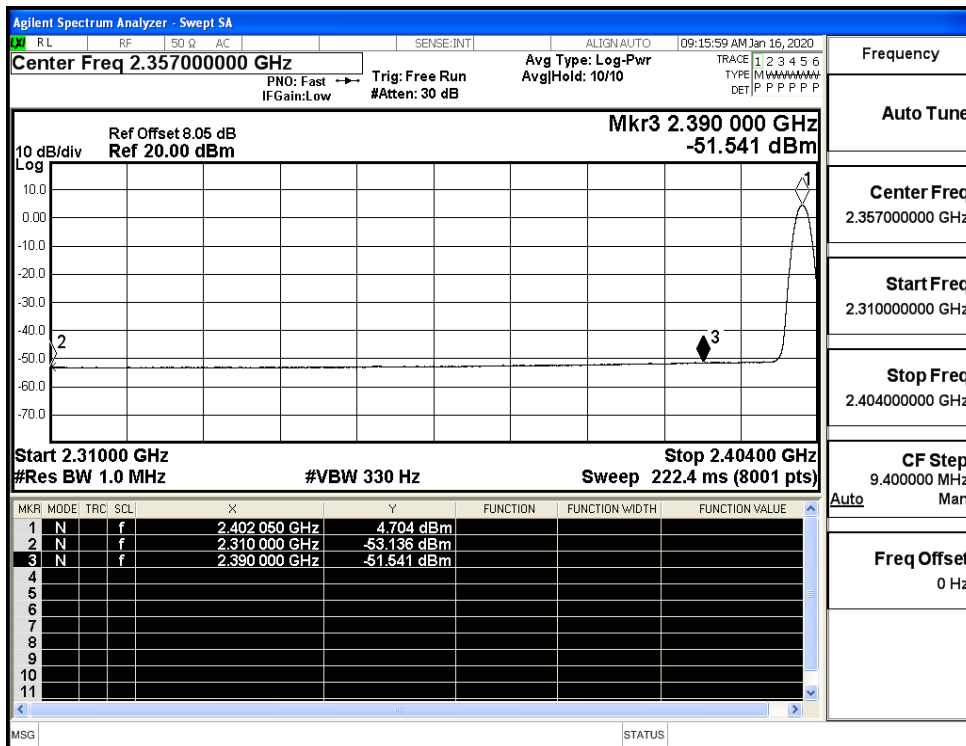 Agilent Spectrum Analyzer - Swept SA
LXI RL RF 50 Ω AC SENSE:INT ALIGNAUTO 09:15:59 AM Jan 16, 2020
Center Freq 2.357000000 GHz
PNO: Fast
IFGain:Low
Trig: Free Run
#Atten: 30 dB
Avg Type: Log-Pwr
Avg|Hold: 10/10
TRACE 1 2 3 4 5 6
TYPE M W W W W W
DET P P P P P P
Ref Offset 8.05 dB
10 dB/div Ref 20.00 dBm
Log
Mkr3 2.390 000 GHz
-51.541 dBm
10.0
0.00
-10.0
-20.0
-30.0
-40.0
-50.0
-60.0
-70.0
1
2
3
Start 2.31000 GHz Stop 2.40400 GHz
#Res BW 1.0 MHz #VBW 330 Hz Sweep 222.4 ms (8001 pts)
MKR MODE TRC SCL X Y FUNCTION FUNCTION WIDTH FUNCTION VALUE
1 N f 2.402 050 GHz 4.704 dBm
2 N f 2.310 000 GHz -53.136 dBm
3 N f 2.390 000 GHz -51.541 dBm
4
5
6
7
8
9
10
11
MSG STATUS
Frequency
Auto Tune
Center Freq
2.357000000 GHz
Start Freq
2.310000000 GHz
Stop Freq
2.404000000 GHz
CF Step
9.400000 MHz
Auto Man
Freq Offset
0 Hz